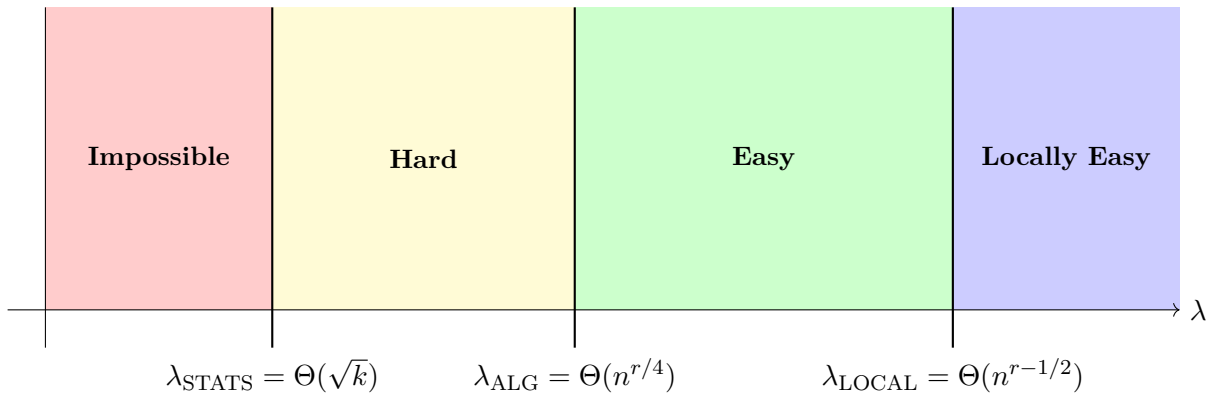 Impossible Hard Easy Locally Easy
λ
λ_STATS = Θ(√k) λ_ALG = Θ(n^{r/4}) λ_LOCAL = Θ(n^{r−1/2})